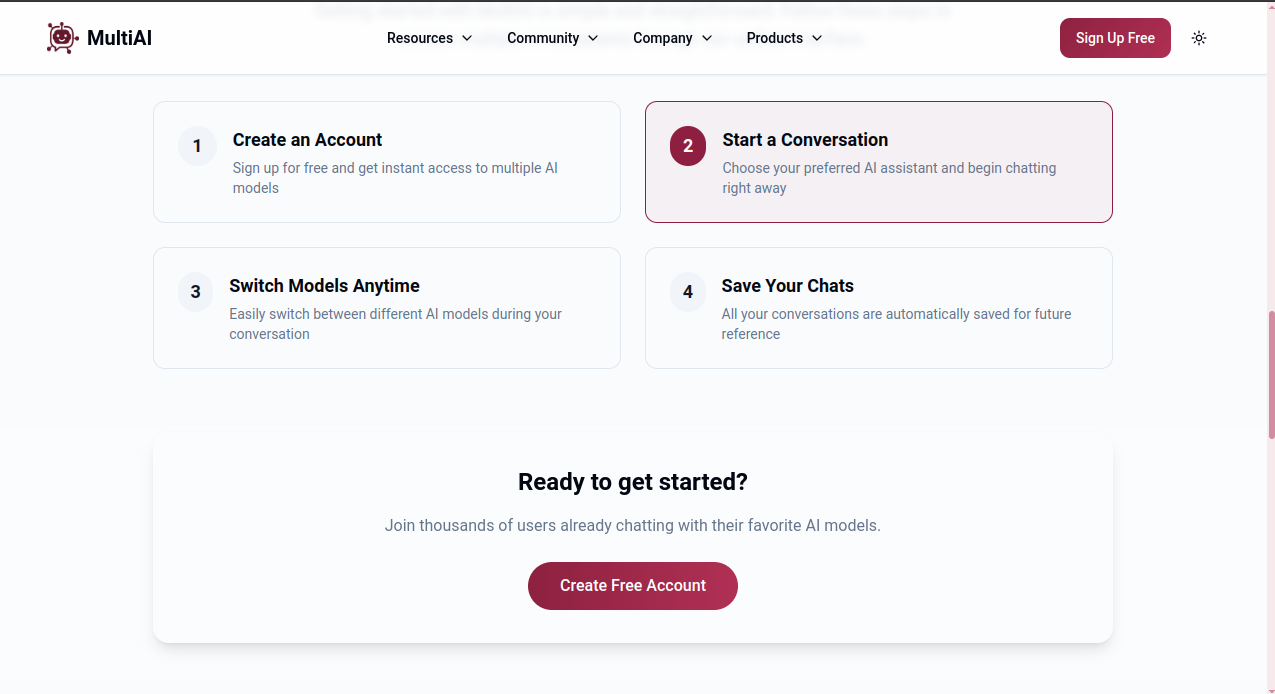 MultiAI
Resources
Community
Company
Products
Sign Up Free
1
Create an Account
Sign up for free and get instant access to multiple AI
models
2
Start a Conversation
Choose your preferred AI assistant and begin chatting
right away
3
Switch Models Anytime
Easily switch between different AI models during your
conversation
4
Save Your Chats
All your conversations are automatically saved for future
reference
Ready to get started?
Join thousands of users already chatting with their favorite AI models.
Create Free Account